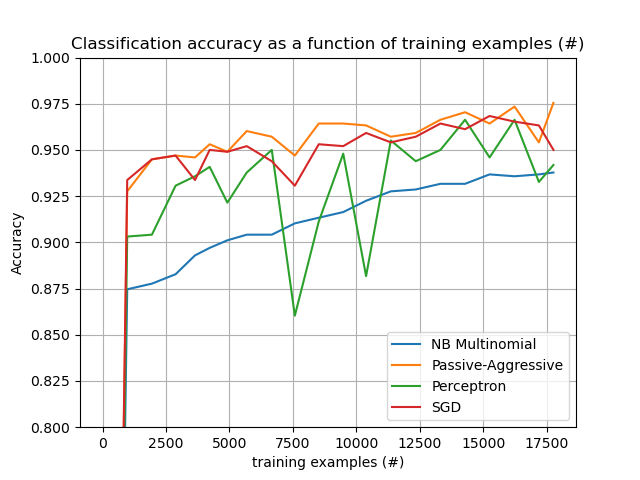 Classification accuracy as a function of training examples (#)
1.000
0.975
0.950
0.925
0.900
0.875
0.850
0.825
0.800
Accuracy
NB Multinomial
Passive-Aggressive
Perceptron
SGD
0 2500 5000 7500 10000 12500 15000 17500
training examples (#)